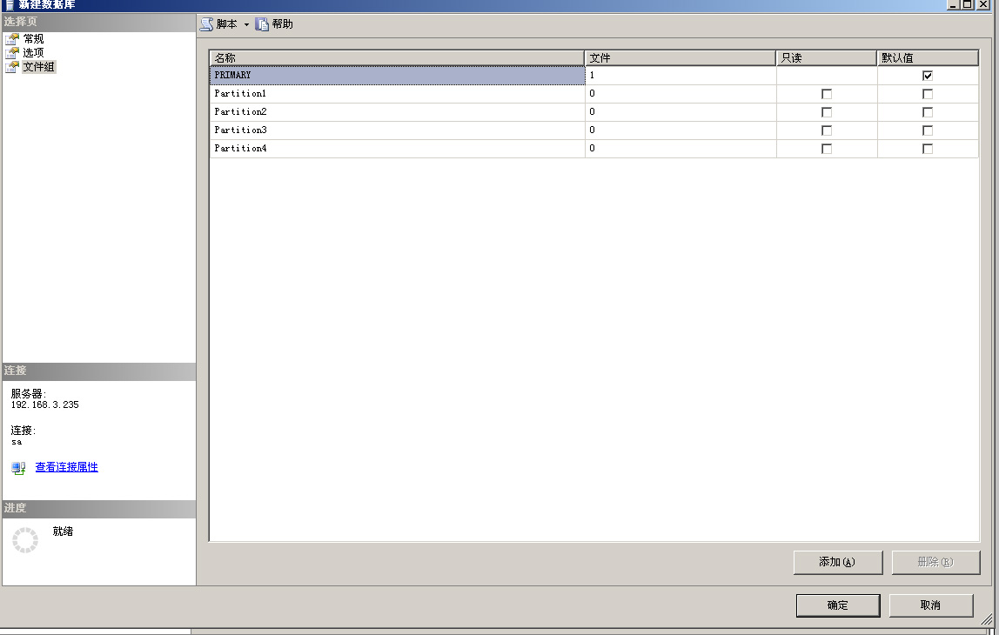 新建数据库
选择页
常规
选项
文件组
脚本 帮助
名称 文件 只读 默认值
PRIMARY 1
Partition1 0
Partition2 0
Partition3 0
Partition4 0
连接
服务器:
192.168.3.235
连接:
sa
查看连接属性
进度
就绪
添加(A) 删除(R)
确定 取消